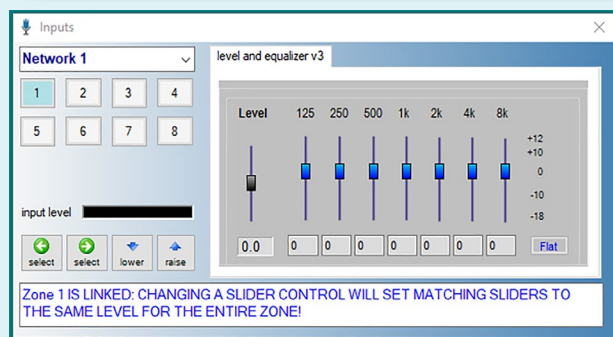 Inputs
Network 1
level and equalizer v3
1 2 3 4
5 6 7 8
Level 125 250 500 1k 2k 4k 8k
+12
+10
0
-10
-18
input level
0.0 0 0 0 0 0 0 0 Flat
select select lower raise
Zone 1 IS LINKED: CHANGING A SLIDER CONTROL WILL SET MATCHING SLIDERS TO
THE SAME LEVEL FOR THE ENTIRE ZONE!